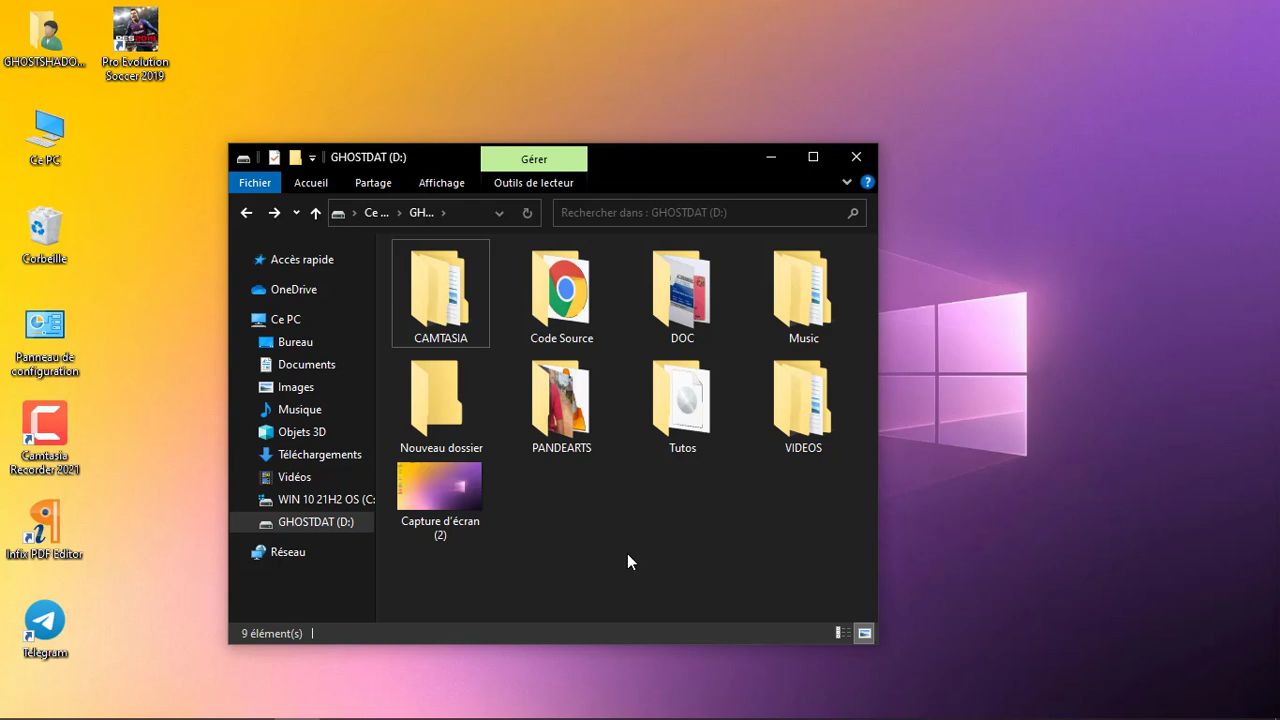 GHOSTSHADO...
Pro Evolution
Soccer 2019
Ce PC
Corbeille
Panneau de
configuration
Camtasia
Recorder 2021
Infix PDF Editor
Telegram
GHOSTDAT (D:)
Gérer
Fichier
Accueil
Partage
Affichage
Outils de lecteur
Ce ...
GH...
Rechercher dans : GHOSTDAT (D:)
Accès rapide
OneDrive
Ce PC
Bureau
Documents
Images
Musique
Objets 3D
Téléchargements
Vidéos
WIN 10 21H2 OS (C:
GHOSTDAT (D:)
Réseau
CAMTASIA
Code Source
DOC
Music
Nouveau dossier
PANDEARTS
Tutos
VIDEOS
Capture d'écran
(2)
9 élément(s)